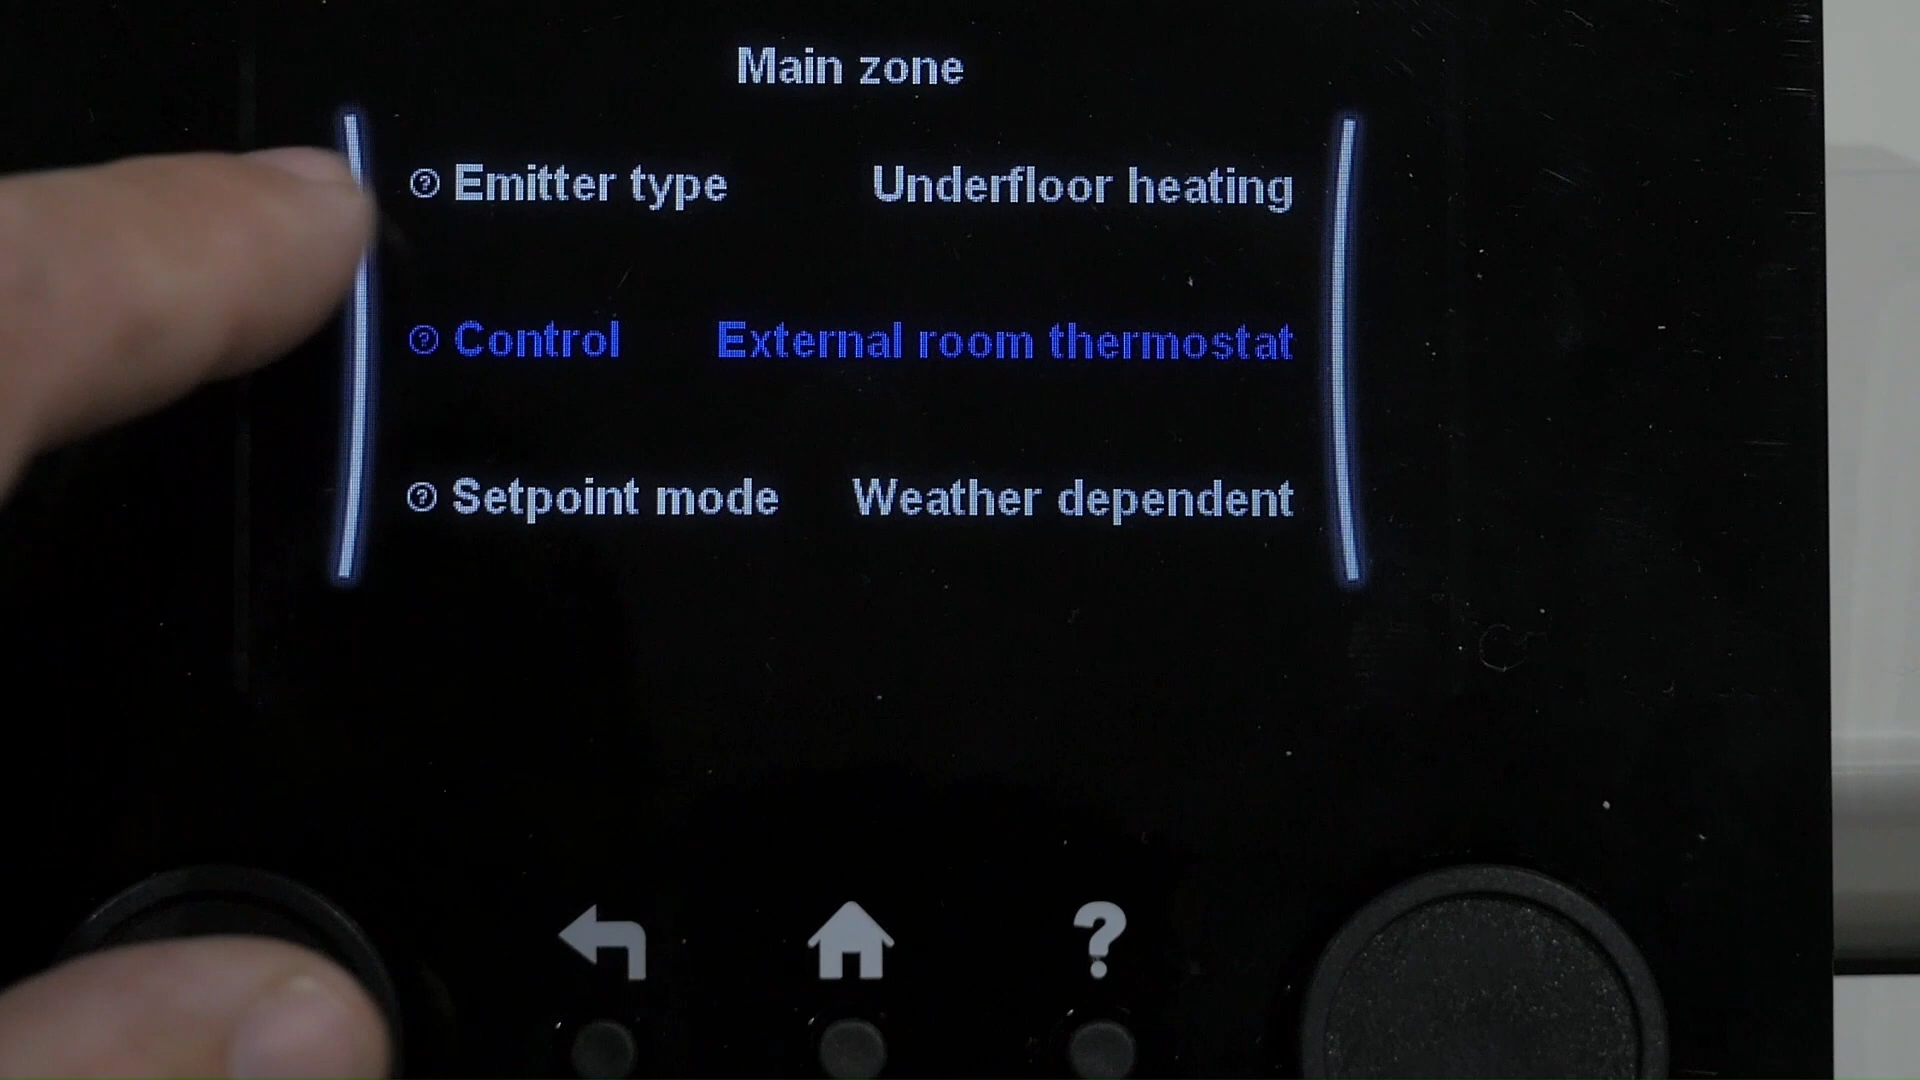 Main zone
Emitter type Underfloor heating
Control External room thermostat
Setpoint mode Weather dependent